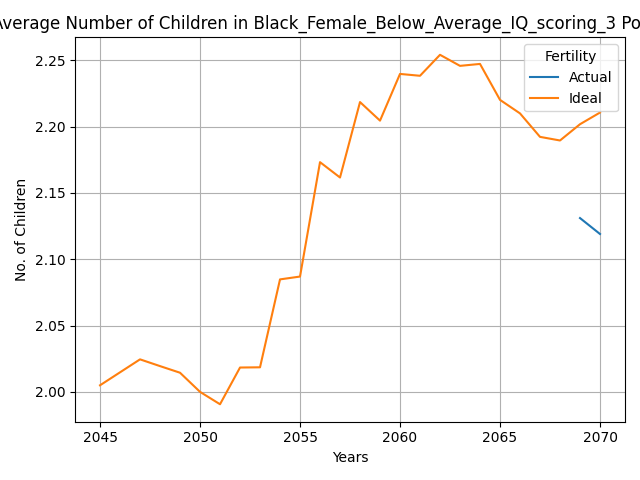 Average Number of Children in Black_Female_Below_Average_IQ_scoring_3 Po
Fertility
Actual
Ideal
2.25
2.20
2.15
2.10
2.05
2.00
No. of Children
2045 2050 2055 2060 2065 2070
Years